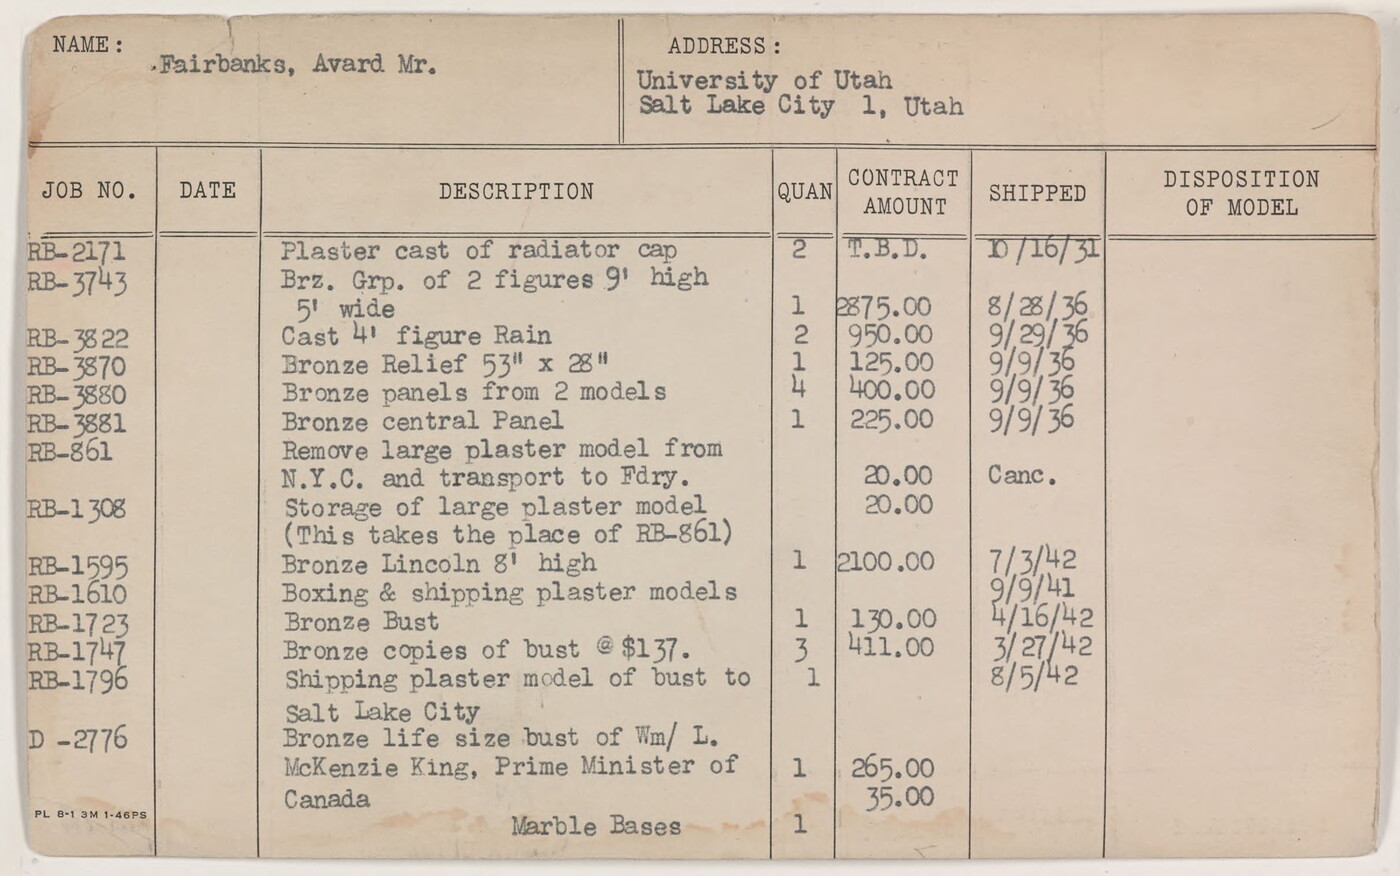 NAME: Fairbanks, Avard Mr.
ADDRESS:
University of Utah
Salt Lake City 1, Utah
JOB NO. DATE DESCRIPTION QUAN CONTRACT AMOUNT SHIPPED DISPOSITION OF MODEL
RB-2171 Plaster cast of radiator cap 2 T.B.D. 10/16/31
RB-3743 Brz. Grp. of 2 figures 9' high
5' wide 1 2875.00 8/28/36
RB-3822 Cast 4' figure Rain 2 950.00 9/29/36
RB-3870 Bronze Relief 53" x 28" 1 125.00 9/9/36
RB-3880 Bronze panels from 2 models 4 400.00 9/9/36
RB-3881 Bronze central Panel 1 225.00 9/9/36
RB-861 Remove large plaster model from
N.Y.C. and transport to Fdry. 20.00 Canc.
RB-1308 Storage of large plaster model 20.00
(This takes the place of RB-861)
RB-1595 Bronze Lincoln 8' high 1 2100.00 7/3/42
RB-1610 Boxing & shipping plaster models 9/9/41
RB-1723 Bronze Bust 1 130.00 4/16/42
RB-1747 Bronze copies of bust @ $137. 3 411.00 3/27/42
RB-1796 Shipping plaster model of bust to 1 8/5/42
Salt Lake City
D -2776 Bronze life size bust of Wm/ L.
McKenzie King, Prime Minister of 1 265.00
Canada 35.00
PL 8-1 3M 1-46PS
Marble Bases 1